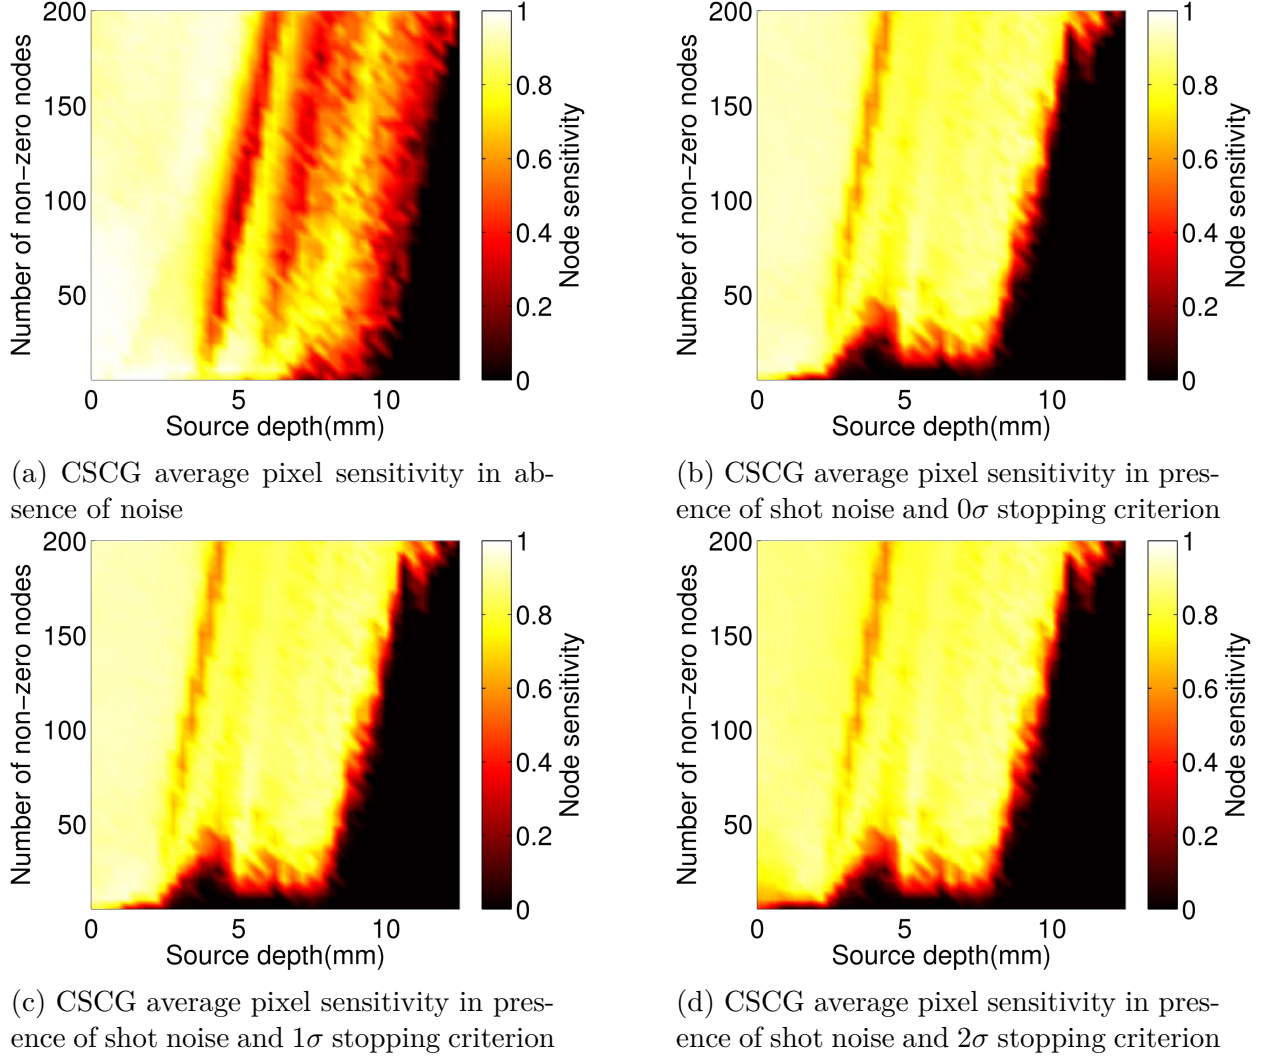 200
150
100
50
Number of non-zero nodes
0 5 10
Source depth(mm)
1
0.8
0.6
0.4
0.2
0
Node sensitivity
(a) CSCG average pixel sensitivity in ab-
sence of noise
200
150
100
50
Number of non-zero nodes
0 5 10
Source depth(mm)
1
0.8
0.6
0.4
0.2
0
Node sensitivity
(b) CSCG average pixel sensitivity in pres-
ence of shot noise and 0σ stopping criterion
200
150
100
50
Number of non-zero nodes
0 5 10
Source depth(mm)
1
0.8
0.6
0.4
0.2
0
Node sensitivity
(c) CSCG average pixel sensitivity in pres-
ence of shot noise and 1σ stopping criterion
200
150
100
50
Number of non-zero nodes
0 5 10
Source depth(mm)
1
0.8
0.6
0.4
0.2
0
Node sensitivity
(d) CSCG average pixel sensitivity in pres-
ence of shot noise and 2σ stopping criterion